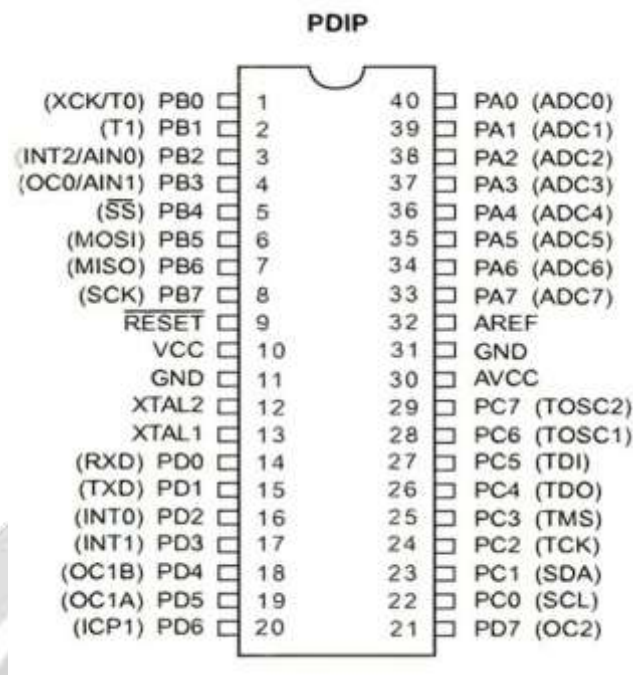 PDIP
(XCK/T0) PB0 1 40 PA0 (ADC0)
(T1) PB1 2 39 PA1 (ADC1)
(INT2/AIN0) PB2 3 38 PA2 (ADC2)
(OC0/AIN1) PB3 4 37 PA3 (ADC3)
(SS) PB4 5 36 PA4 (ADC4)
(MOSI) PB5 6 35 PA5 (ADC5)
(MISO) PB6 7 34 PA6 (ADC6)
(SCK) PB7 8 33 PA7 (ADC7)
RESET 9 32 AREF
VCC 10 31 GND
GND 11 30 AVCC
XTAL2 12 29 PC7 (TOSC2)
XTAL1 13 28 PC6 (TOSC1)
(RXD) PD0 14 27 PC5 (TDI)
(TXD) PD1 15 26 PC4 (TDO)
(INT0) PD2 16 25 PC3 (TMS)
(INT1) PD3 17 24 PC2 (TCK)
(OC1B) PD4 18 23 PC1 (SDA)
(OC1A) PD5 19 22 PC0 (SCL)
(ICP1) PD6 20 21 PD7 (OC2)